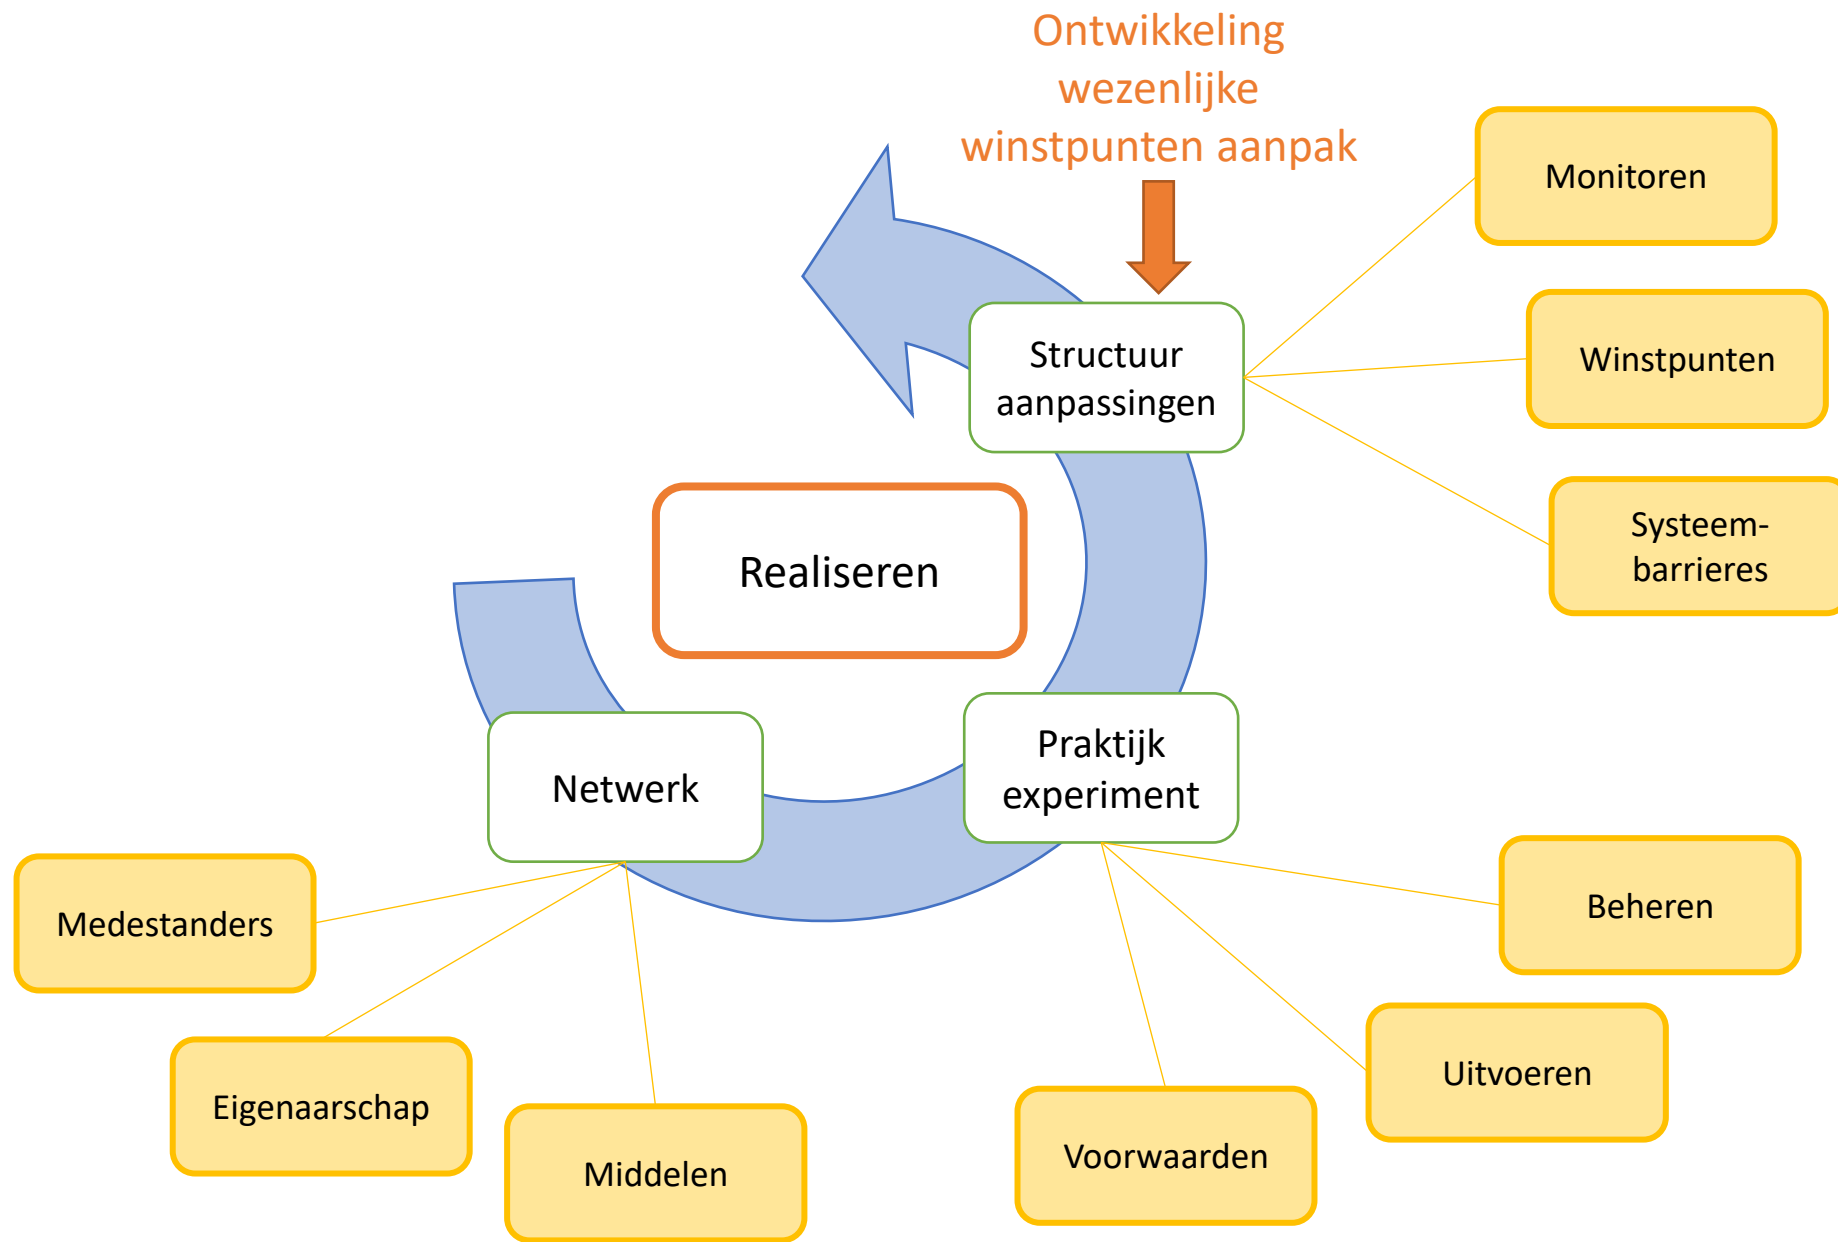 Ontwikkeling
wezenlijke
winstpunten aanpak
Monitoren
Structuur
aanpassingen
Winstpunten
Systeem-
barrieres
Realiseren
Netwerk
Praktijk
experiment
Medestanders
Eigenaarschap
Middelen
Voorwaarden
Uitvoeren
Beheren